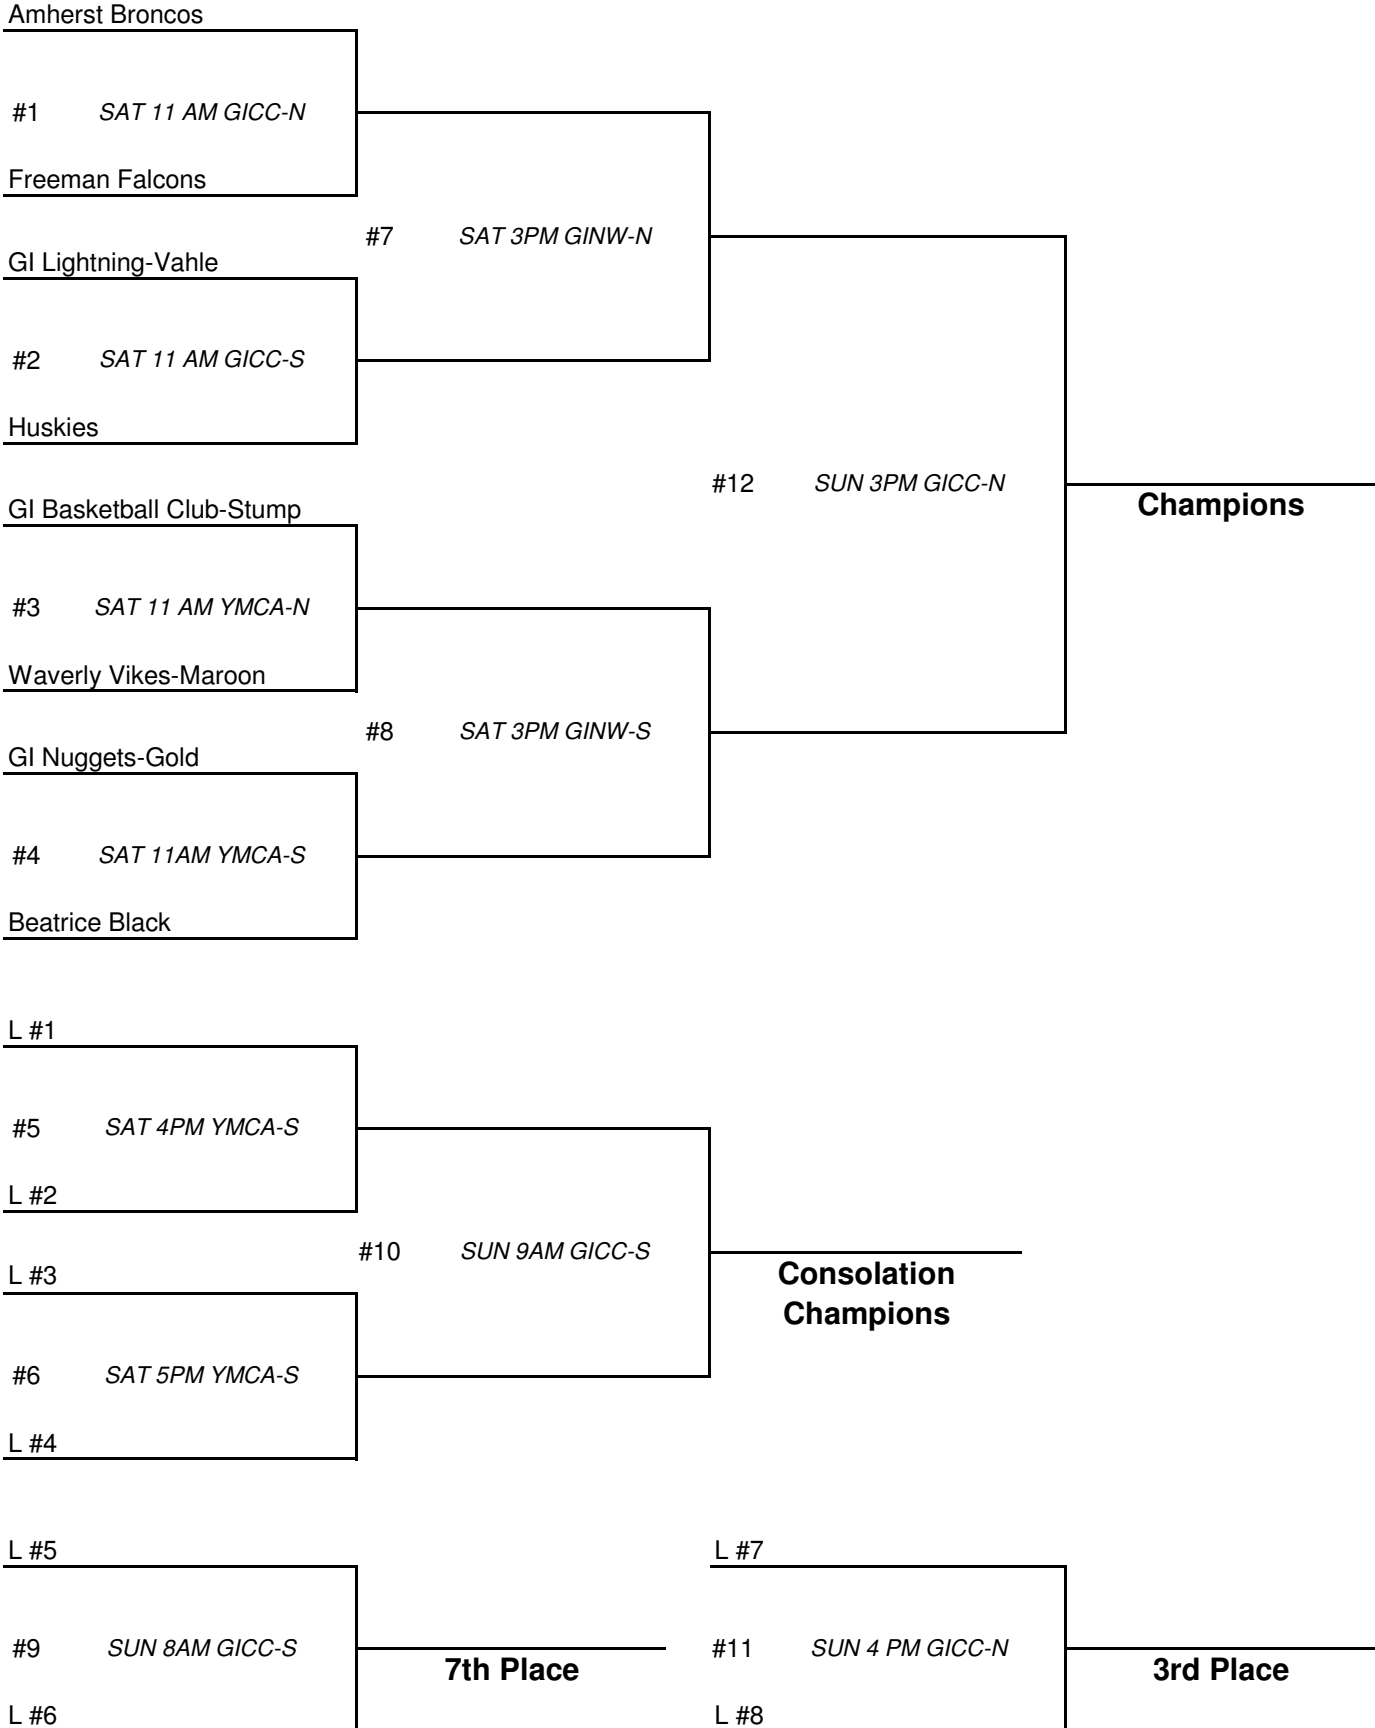 Amherst Broncos
#1 SAT 11 AM GICC-N
Freeman Falcons
#7 SAT 3PM GINW-N
GI Lightning-Vahle
#2 SAT 11 AM GICC-S
Huskies
#12 SUN 3PM GICC-N
Champions
GI Basketball Club-Stump
#3 SAT 11 AM YMCA-N
Waverly Vikes-Maroon
#8 SAT 3PM GINW-S
GI Nuggets-Gold
#4 SAT 11AM YMCA-S
Beatrice Black
L #1
#5 SAT 4PM YMCA-S
L #2
#10 SUN 9AM GICC-S
Consolation
Champions
L #3
#6 SAT 5PM YMCA-S
L #4
L #5
#9 SUN 8AM GICC-S
7th Place
L #6
L #7
#11 SUN 4 PM GICC-N
3rd Place
L #8